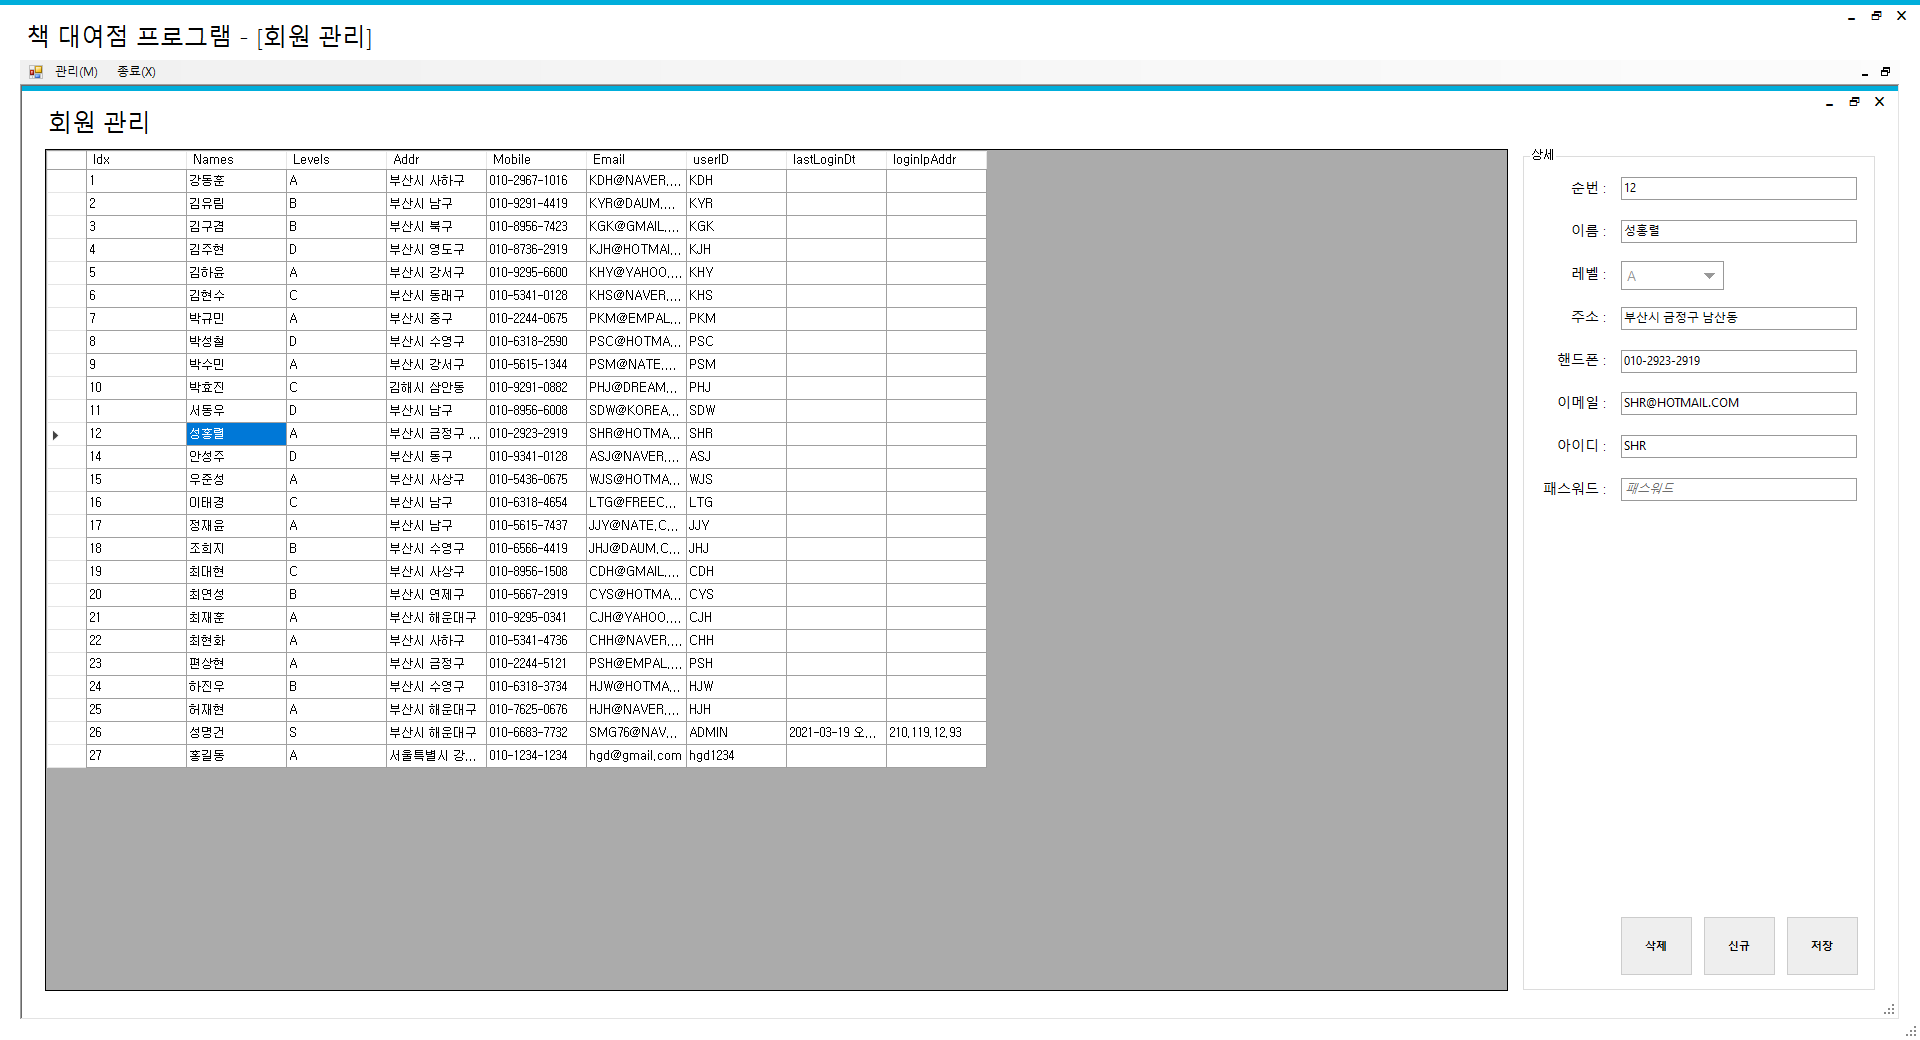 책 대여점 프로그램 - [회원 관리]
관리(M) 종료(X)
회원 관리
Idx Names Levels Addr Mobile Email userID lastLoginDt loginIpAddr
1 강동훈 A 부산시 사하구 010-2967-1016 KDH@NAVER,... KDH
2 김유림 B 부산시 남구 010-9291-4419 KYR@DAUM,... KYR
3 김구겸 B 부산시 북구 010-8956-7423 KGK@GMAIL,... KGK
4 김주현 D 부산시 영도구 010-8736-2919 KJH@HOTMAI... KJH
5 김하윤 A 부산시 강서구 010-9295-6600 KHY@YAHOO,... KHY
6 김현수 C 부산시 동래구 010-5341-0128 KHS@NAVER,... KHS
7 박규민 A 부산시 중구 010-2244-0675 PKM@EMPAL... PKM
8 박성철 D 부산시 수영구 010-6318-2590 PSC@HOTMA... PSC
9 박수민 A 부산시 강서구 010-5615-1344 PSM@NATE,... PSM
10 박효진 C 김해시 삼안동 010-9291-0882 PHJ@DREAM... PHJ
11 서동우 D 부산시 남구 010-8956-6008 SDW@KOREA... SDW
12 성홍렬 A 부산시 금정구 ... 010-2923-2919 SHR@HOTMA... SHR
14 안성주 D 부산시 동구 010-9341-0128 ASJ@NAVER,... ASJ
15 우준성 A 부산시 사상구 010-5436-0675 WJS@HOTMA... WJS
16 이태경 C 부산시 남구 010-6318-4654 LTG@FREEC... LTG
17 정재윤 A 부산시 남구 010-5615-7437 JJY@NATE,C... JJY
18 조희지 B 부산시 수영구 010-6566-4419 JHJ@DAUM,C... JHJ
19 최대현 C 부산시 사상구 010-8956-1508 CDH@GMAIL,... CDH
20 최연성 B 부산시 연제구 010-5667-2919 CYS@HOTMA... CYS
21 최재훈 A 부산시 해운대구 010-9295-0341 CJH@YAHOO,... CJH
22 최현화 A 부산시 사하구 010-5341-4736 CHH@NAVER,... CHH
23 편상현 A 부산시 금정구 010-2244-5121 PSH@EMPAL,... PSH
24 하진우 B 부산시 수영구 010-6318-3734 HJW@HOTMA... HJW
25 허재현 A 부산시 해운대구 010-7625-0676 HJH@NAVER,... HJH
26 성명건 S 부산시 해운대구 010-6683-7732 SMG76@NAV... ADMIN 2021-03-19 오... 210,119,12,93
27 홍길동 A 서울특별시 강... 010-1234-1234 hgd@gmail,com hgd1234
상세
순번 : 12
이름 : 성홍렬
레벨 : A
주소 : 부산시 금정구 남산동
핸드폰 : 010-2923-2919
이메일 : SHR@HOTMAIL.COM
아이디 : SHR
패스워드 : 패스워드
삭제 신규 저장